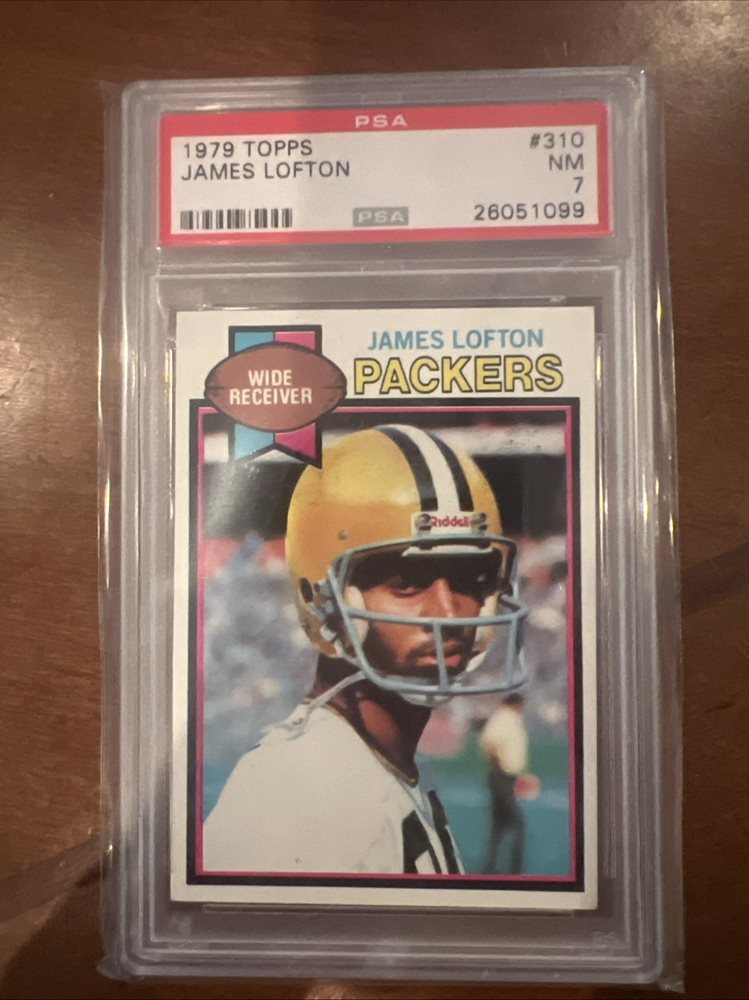 PSA
1979 TOPPS #310
JAMES LOFTON NM
7
PSA 26051099
JAMES LOFTON
PACKERS
WIDE
RECEIVER
Riddell